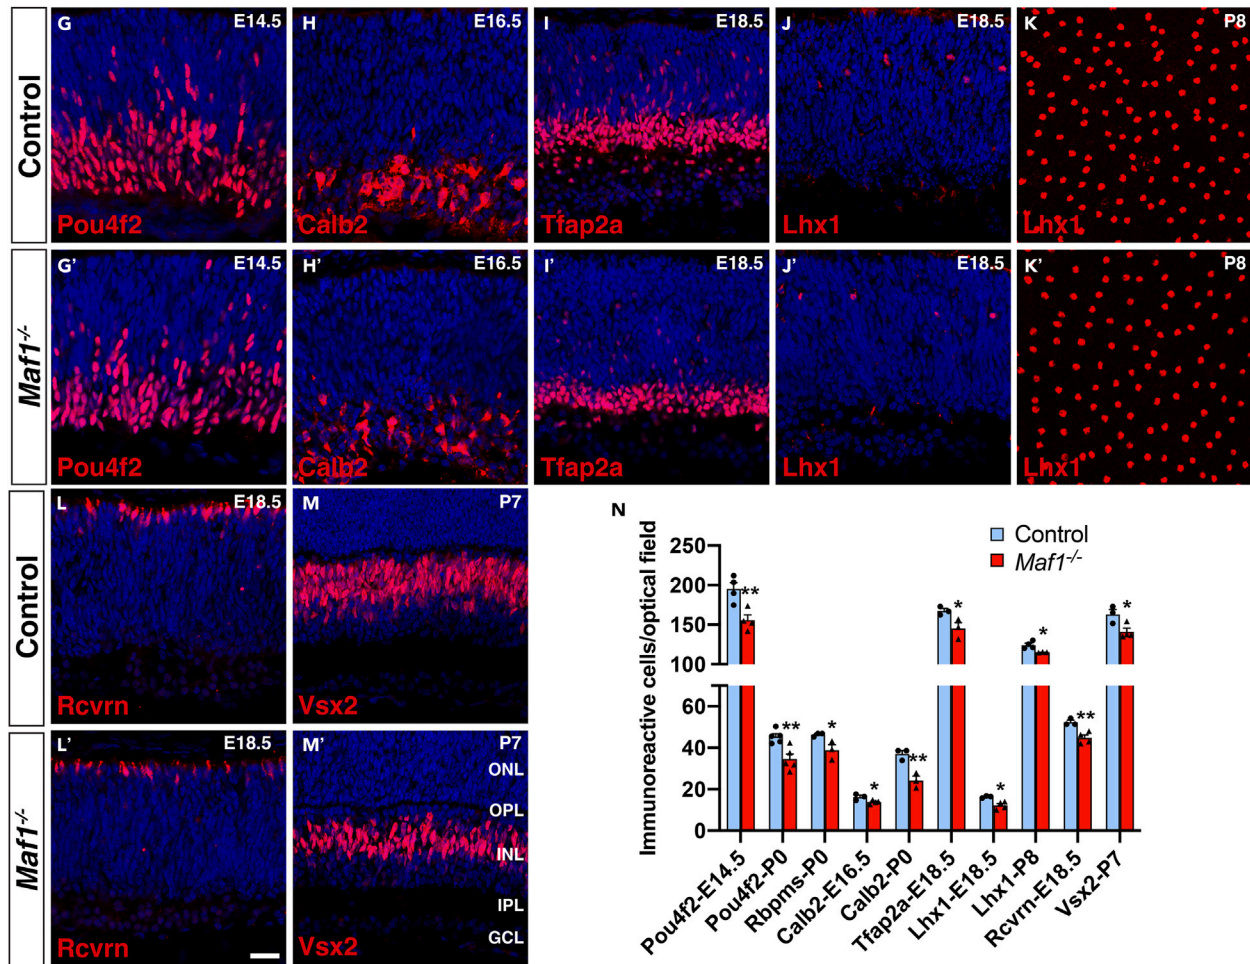 Control
G
E14.5
Pou4f2
H
E16.5
Calb2
I
E18.5
Tfap2a
J
E18.5
Lhx1
K
P8
Lhx1
Maf1-/-
G’
E14.5
Pou4f2
H’
E16.5
Calb2
I’
E18.5
Tfap2a
J’
E18.5
Lhx1
K’
P8
Lhx1
Control
L
E18.5
Rcvrn
M
P7
Vsx2
Maf1-/-
L’
E18.5
Rcvrn
M’
P7
ONL
OPL
INL
IPL
GCL
Vsx2
N
Control
Maf1-/-
Immunoreactive cells/optical field
250
200
150
100
60
40
20
0
**
**
*
*
**
*
*
*
**
*
Pou4f2-E14.5
Pou4f2-P0
Rbpms-P0
Calb2-E16.5
Calb2-P0
Tfap2a-E18.5
Lhx1-E18.5
Lhx1-P8
Rcvrn-E18.5
Vsx2-P7